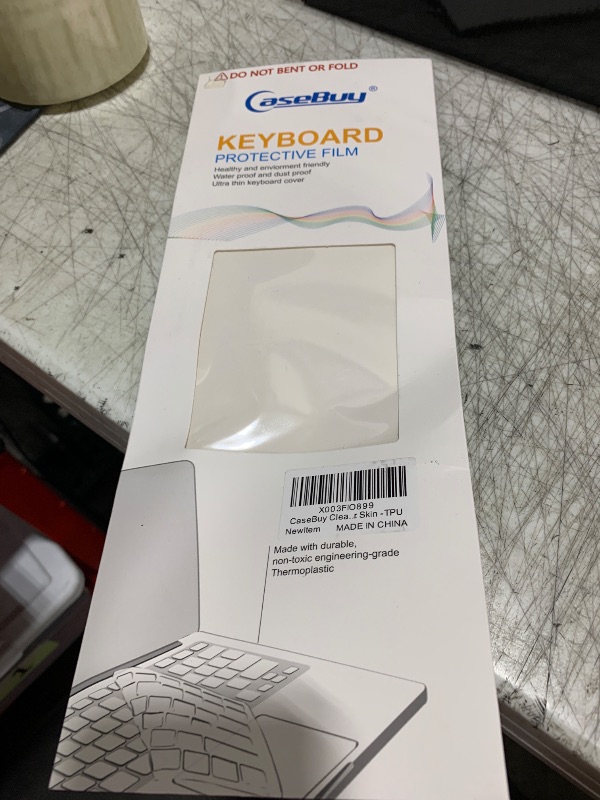 DO NOT BENT OR FOLD
CaseBuy®
KEYBOARD
PROTECTIVE FILM
Healthy and enviorment friendly
Water proof and dust proof
Ultra thin keyboard cover
X003FIO899
CaseBuy Clea...r Skin -TPU
NewItem MADE IN CHINA
Made with durable,
non-toxic engineering-grade
Thermoplastic